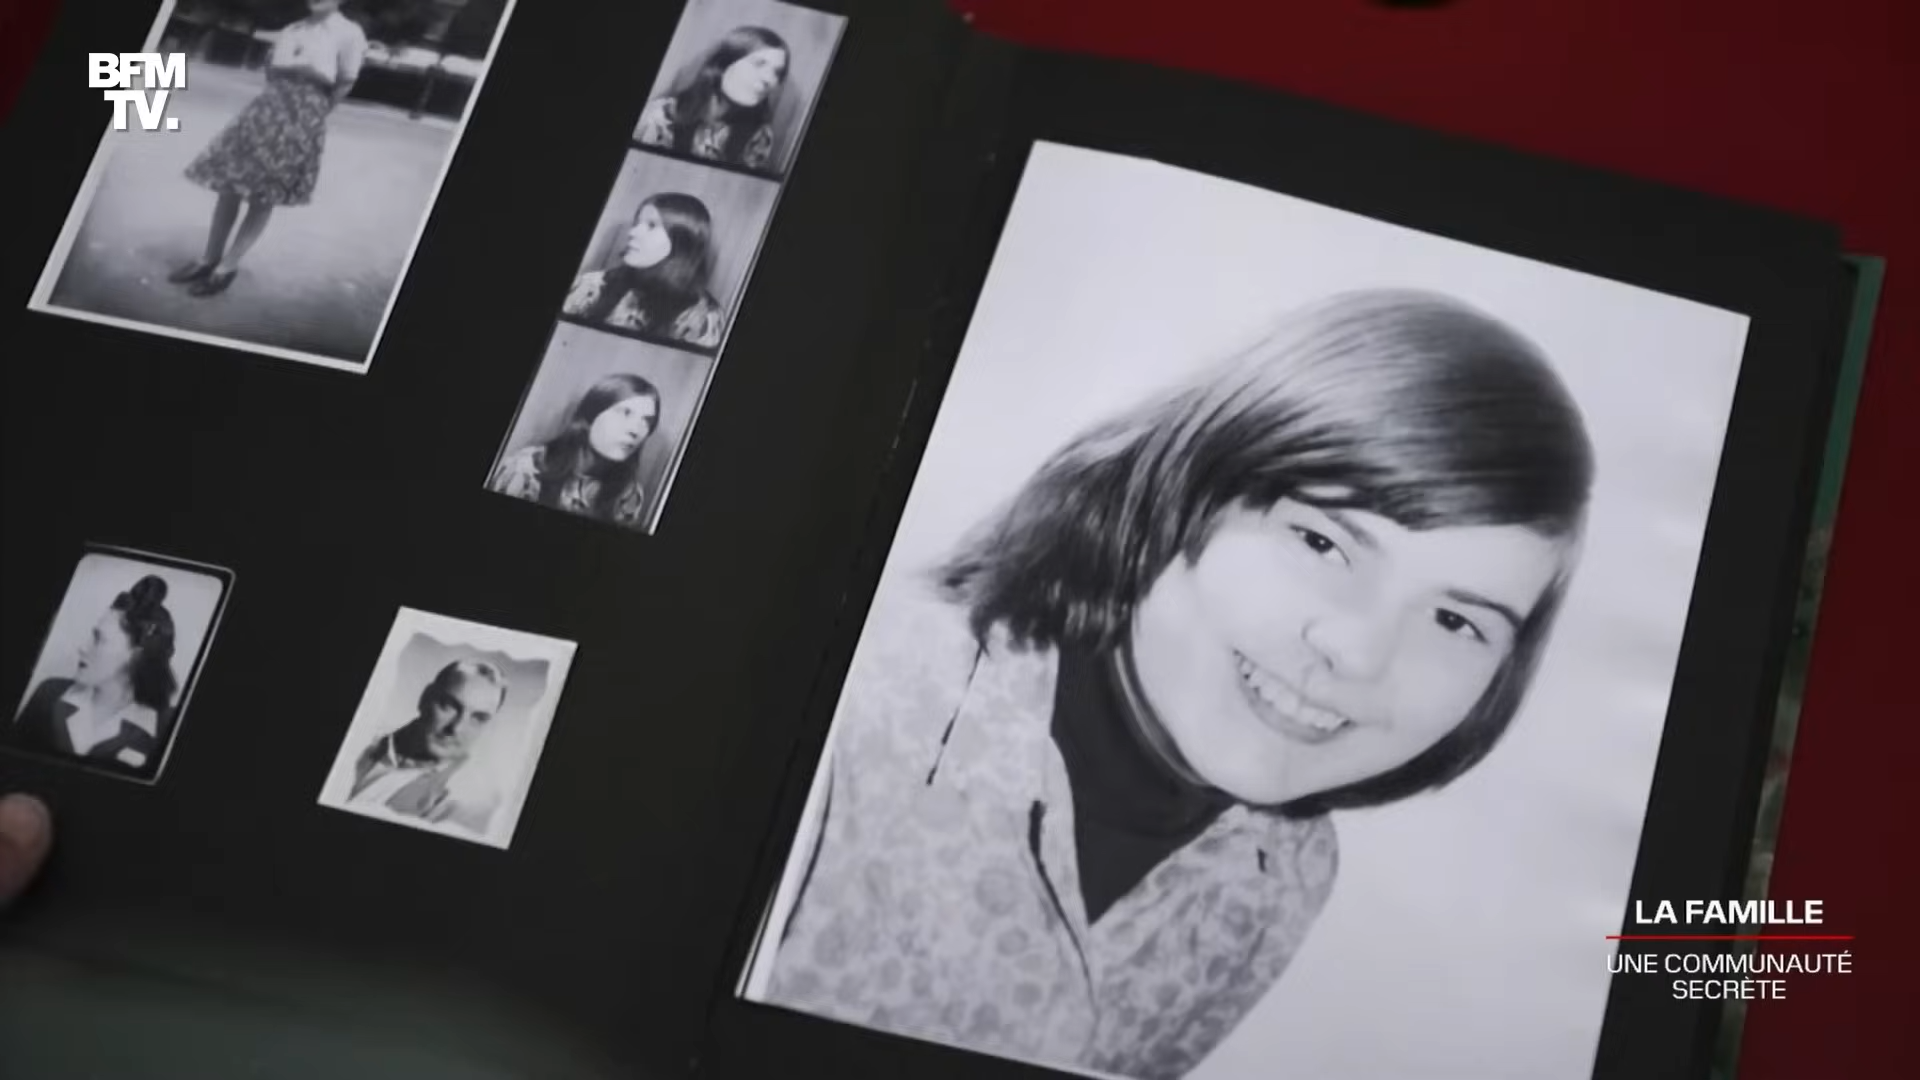 BFM
TV.
LA FAMILLE
UNE COMMUNAUTÉ
SECRÈTE